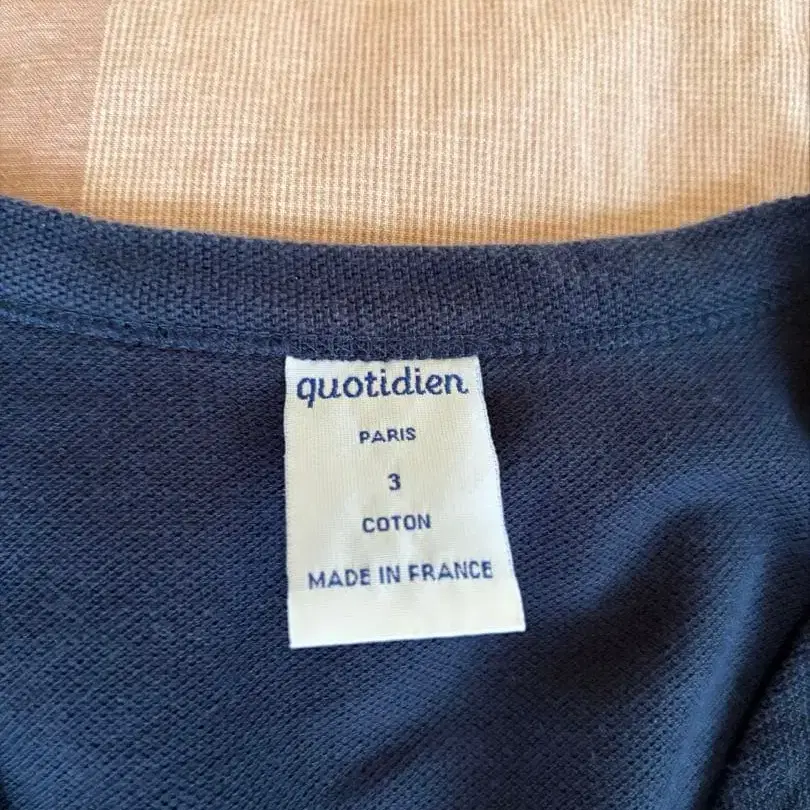 quotidien
PARIS
3
COTON
MADE IN FRANCE